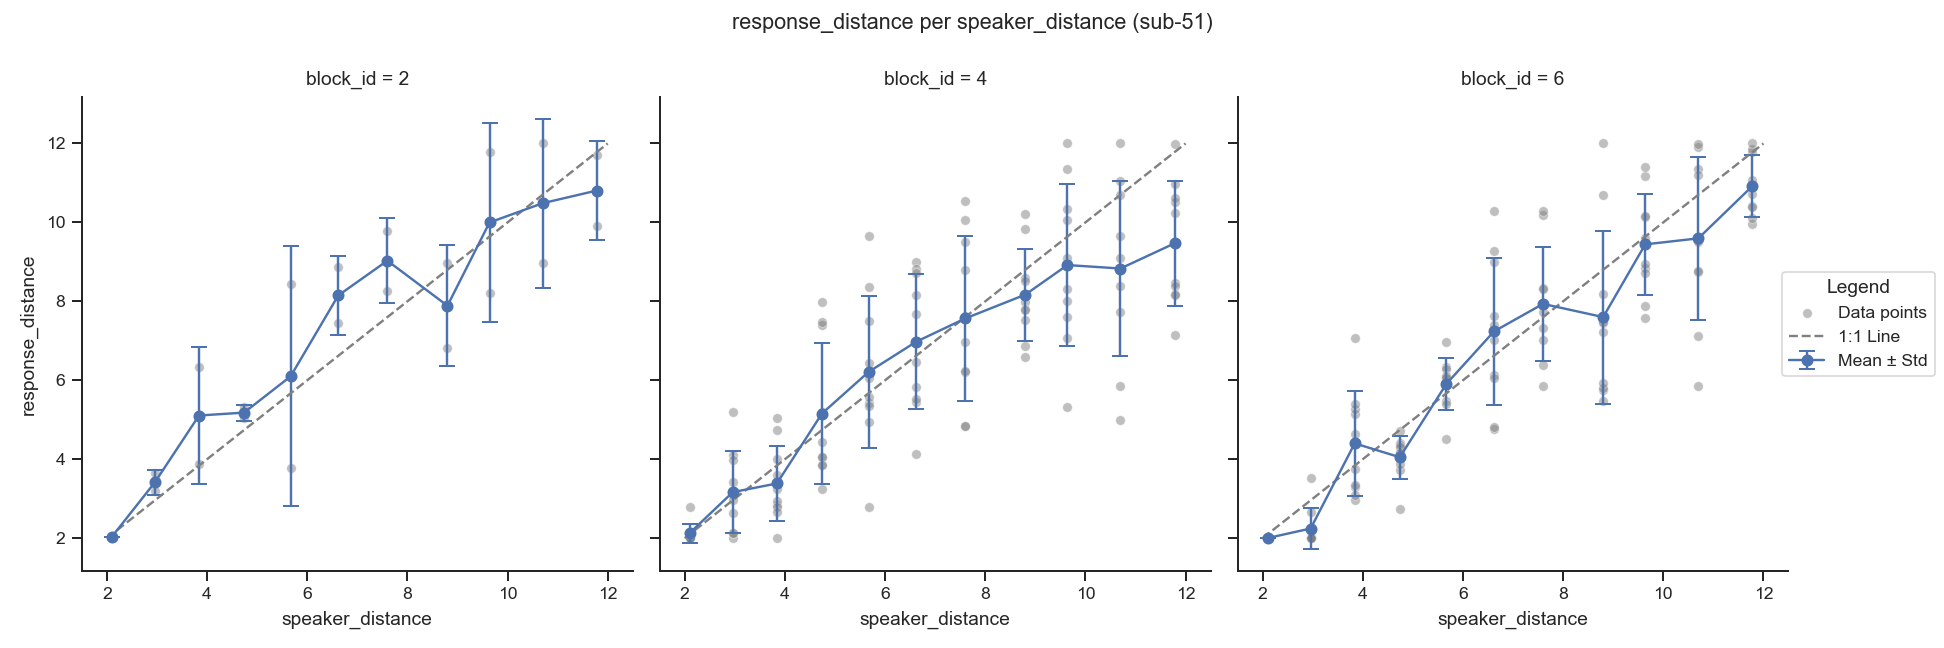 response_distance per speaker_distance (sub-51)
block_id = 2
block_id = 4
block_id = 6
response_distance
12
10
8
6
4
2
2 4 6 8 10 12
2 4 6 8 10 12
2 4 6 8 10 12
speaker_distance
speaker_distance
speaker_distance
Legend
Data points
1:1 Line
Mean ± Std